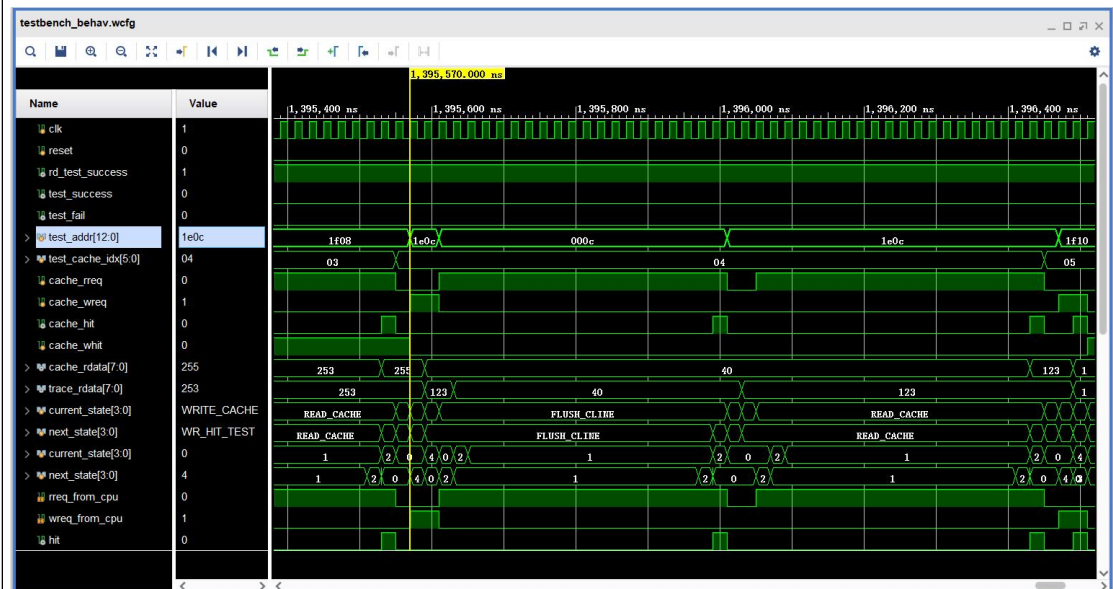 testbench_behav.wcfg
1,395,570.000 ns
Name Value
1,395,400 ns 1,395,600 ns 1,395,800 ns 1,396,000 ns 1,396,200 ns 1,396,400 ns
clk 1
reset 0
rd_test_success 1
test_success 0
test_fail 0
test_addr[12:0] 1e0c 1f08 1e0c 000c 1e0c 1f10
test_cache_idx[5:0] 04 03 04 05
cache_rreq 0
cache_wreq 1
cache_hit 0
cache_whit 0
cache_rdata[7:0] 255 253 255 40 123 1
trace_rdata[7:0] 253 253 123 40 123 1
current_state[3:0] WRITE_CACHE READ_CACHE FLUSH_CLINE READ_CACHE
next_state[3:0] WR_HIT_TEST READ_CACHE FLUSH_CLINE READ_CACHE
current_state[3:0] 0 1 2 0 4 0 2 1 2 0 2 1 2 0 4
next_state[3:0] 4 1 2 0 4 0 2 1 2 0 2 1 2 0 4
rreq_from_cpu 0
wreq_from_cpu 1
hit 0